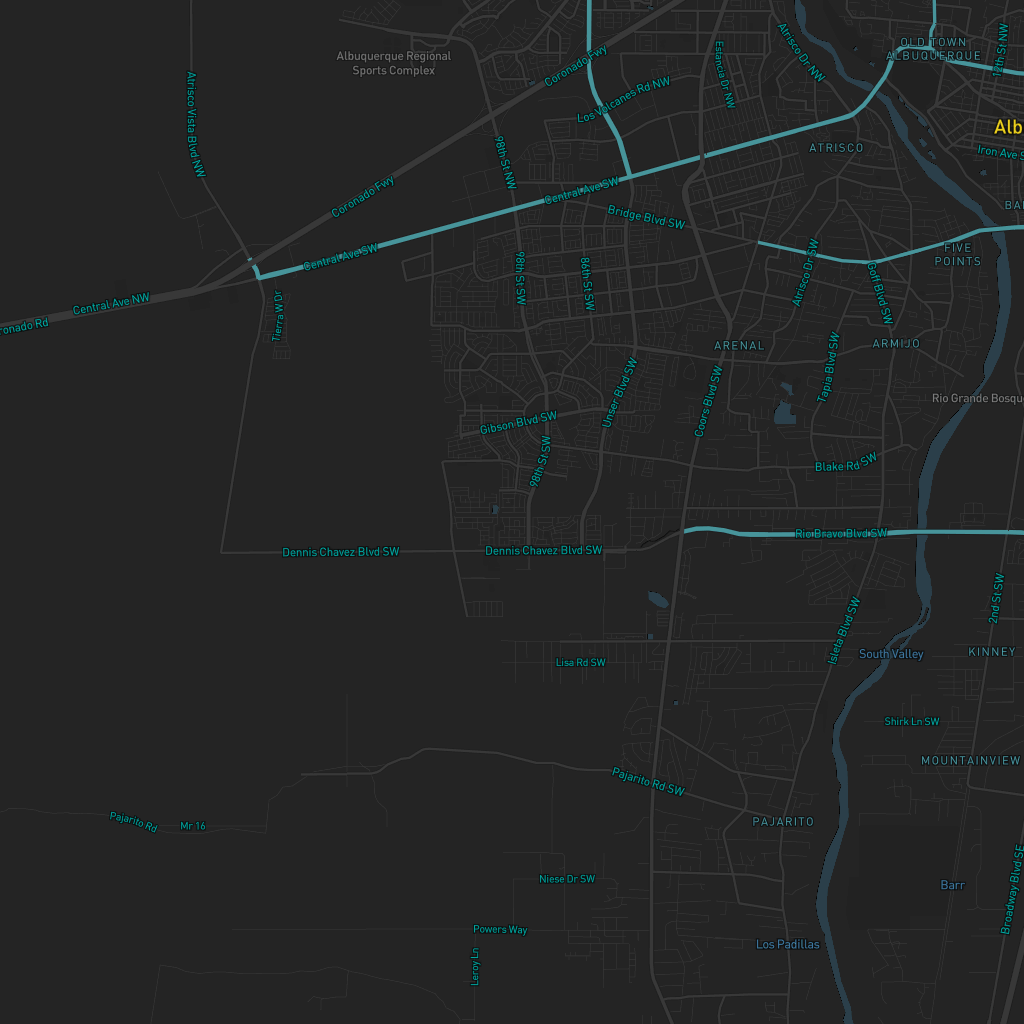 12th St NW
Atrisco Dr NW
OLD TOWN
ALBUQUERQUE
Albuquerque Regional
Sports Complex
Coronado Fwy
Estancia Dr NW
Los Volcanes Rd NW
Atrisco Vista Blvd NW
Alb
98th St NW
ATRISCO
Iron Ave S
Coronado Fwy
Central Ave SW
BA
Bridge Blvd SW
Central Ave SW
FIVE
POINTS
98th St SW
86th St SW
Atrisco Dr SW
Goff Blvd SW
Central Ave NW
Tierra W Dr
ronado Rd
ARENAL
ARMIJO
Tapia Blvd SW
Unser Blvd SW
Coors Blvd SW
Rio Grande Bosque
Gibson Blvd SW
98th St SW
Blake Rd SW
Rio Bravo Blvd SW
Dennis Chavez Blvd SW
Dennis Chavez Blvd SW
2nd St SW
Isleta Blvd SW
South Valley
KINNEY
Lisa Rd SW
Shirk Ln SW
MOUNTAINVIEW
Pajarito Rd SW
Pajarito Rd
Mr 16
PAJARITO
Niese Dr SW
Barr
Broadway Blvd SE
Powers Way
Los Padillas
Leroy Ln